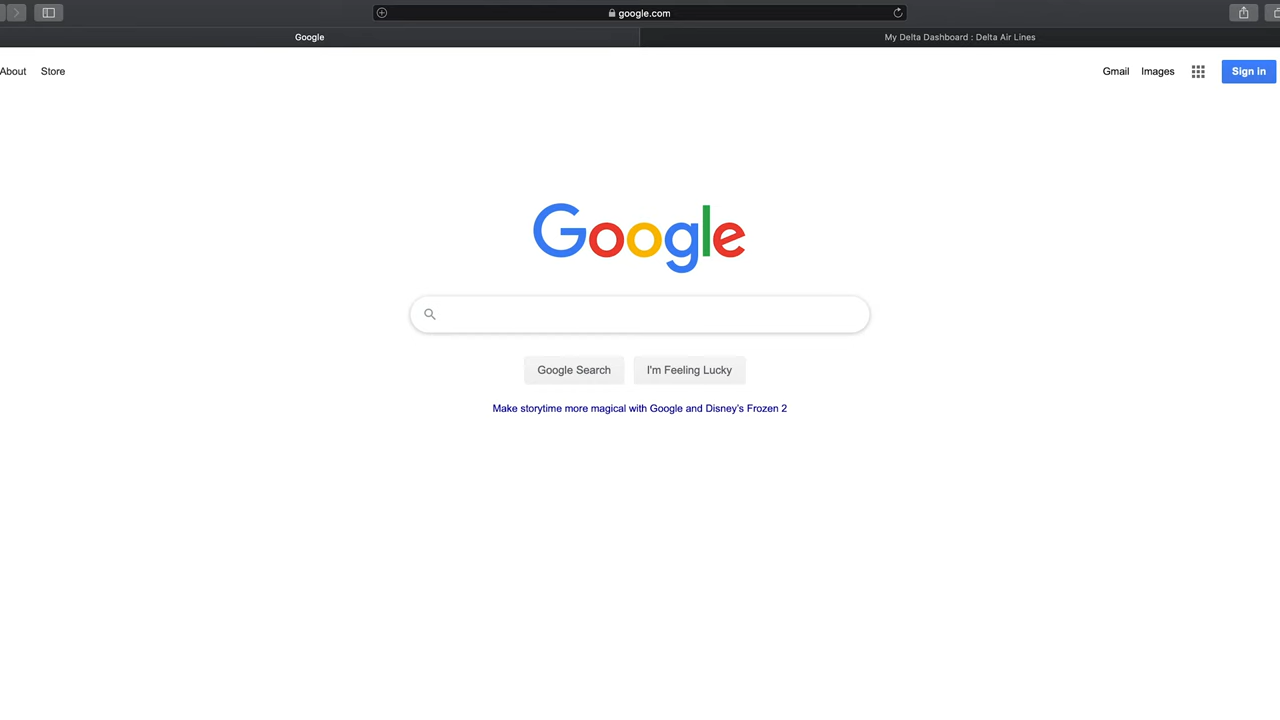 google.com
Google
My Delta Dashboard : Delta Air Lines
About Store
Gmail Images Sign in
Google
Google Search I'm Feeling Lucky
Make storytime more magical with Google and Disney's Frozen 2